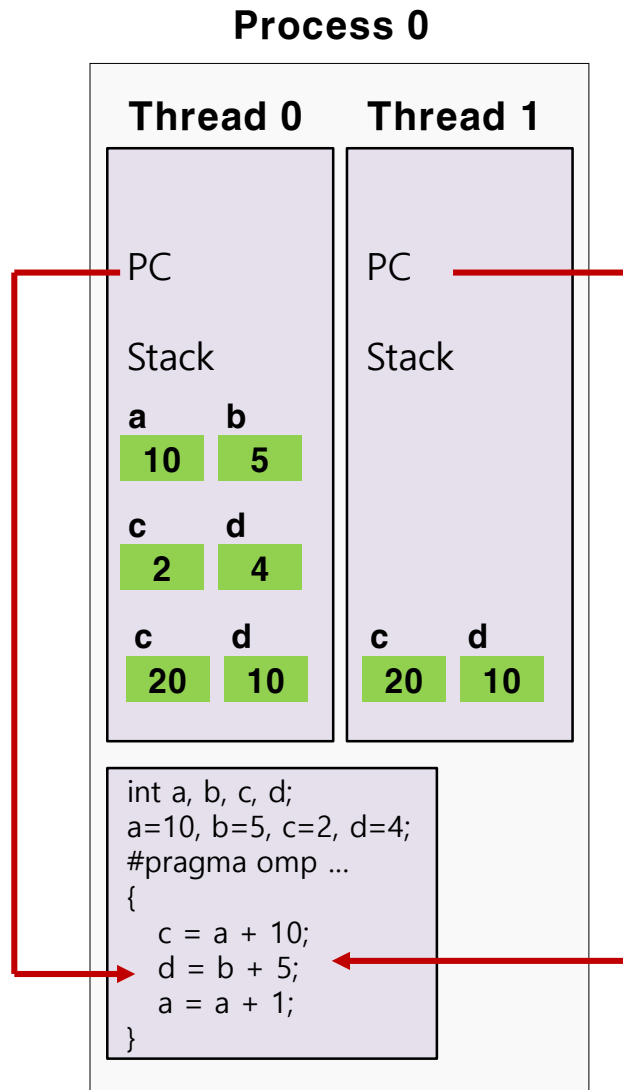 Process 0
Thread 0 Thread 1
PC PC
Stack Stack
a b
10 5
c d
2 4
c d c d
20 10 20 10
int a, b, c, d;
a=10, b=5, c=2, d=4;
#pragma omp ...
{
c = a + 10;
d = b + 5;
a = a + 1;
}